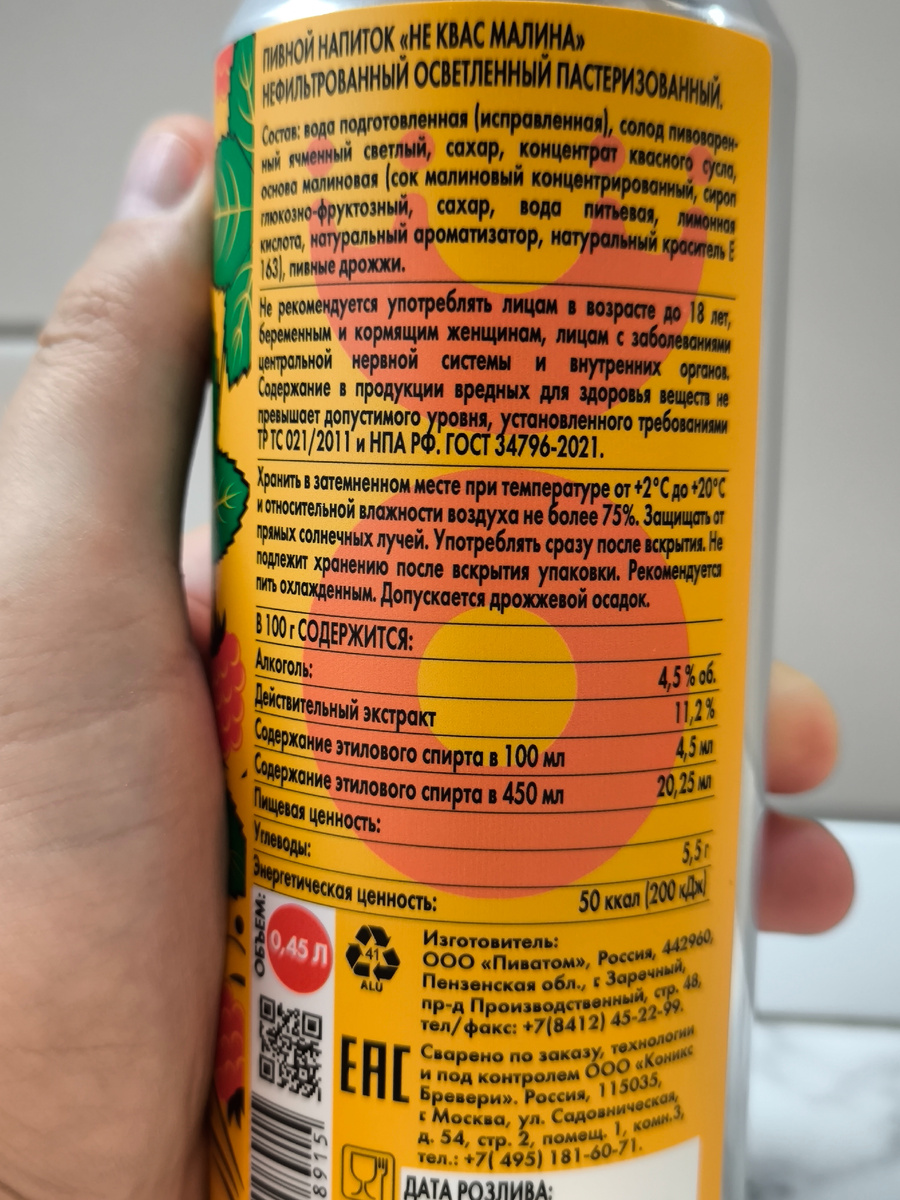 ПИВНОЙ НАПИТОК «НЕ КВАС МАЛИНА»
НЕФИЛЬТРОВАННЫЙ ОСВЕТЛЕННЫЙ ПАСТЕРИЗОВАННЫЙ.
Состав: вода подготовленная (исправленная), солод пивоварен-
ный ячменный светлый, сахар, концентрат квасного сусла,
основа малиновая (сок малиновый концентрированный, сироп
глюкозно-фруктозный, сахар, вода питьевая, лимонная
кислота, натуральный ароматизатор, натуральный краситель Е
163), пивные дрожжи.
Не рекомендуется употреблять лицам в возрасте до 18 лет,
беременным и кормящим женщинам, лицам с заболеваниями
центральной нервной системы и внутренних органов.
Содержание в продукции вредных для здоровья веществ не
превышает допустимого уровня, установленного требованиями
ТР ТС 021/2011 и НПА РФ. ГОСТ 34796-2021.
Хранить в затемненном месте при температуре от +2°С до +20°С
и относительной влажности воздуха не более 75%. Защищать от
прямых солнечных лучей. Употреблять сразу после вскрытия. Не
подлежит хранению после вскрытия упаковки. Рекомендуется
пить охлажденным. Допускается дрожжевой осадок.
В 100 г СОДЕРЖИТСЯ:
Алкоголь: 4,5 % об.
Действительный экстракт 11,2 %
Содержание этилового спирта в 100 мл 4,5 мл
Содержание этилового спирта в 450 мл 20,25 мл
Пищевая ценность:
Углеводы: 5,5 г
Энергетическая ценность: 50 ккал (200 кДж)
ОБЪЕМ:
0,45 Л
41
ALU
Изготовитель:
ООО «Пиватом», Россия, 442960,
Пензенская обл., г. Заречный,
пр-д Производственный, стр. 48,
тел/факс: +7(8412) 45-22-99.
EAC
Сварено по заказу, технологии
и под контролем ООО «Коникс
Бревери». Россия, 115035,
г. Москва, ул. Садовническая,
д. 54, стр. 2, помещ. 1, комн.3,
тел.: +7( 495) 181-60-71.
8915
ДАТА РОЗЛИВА: